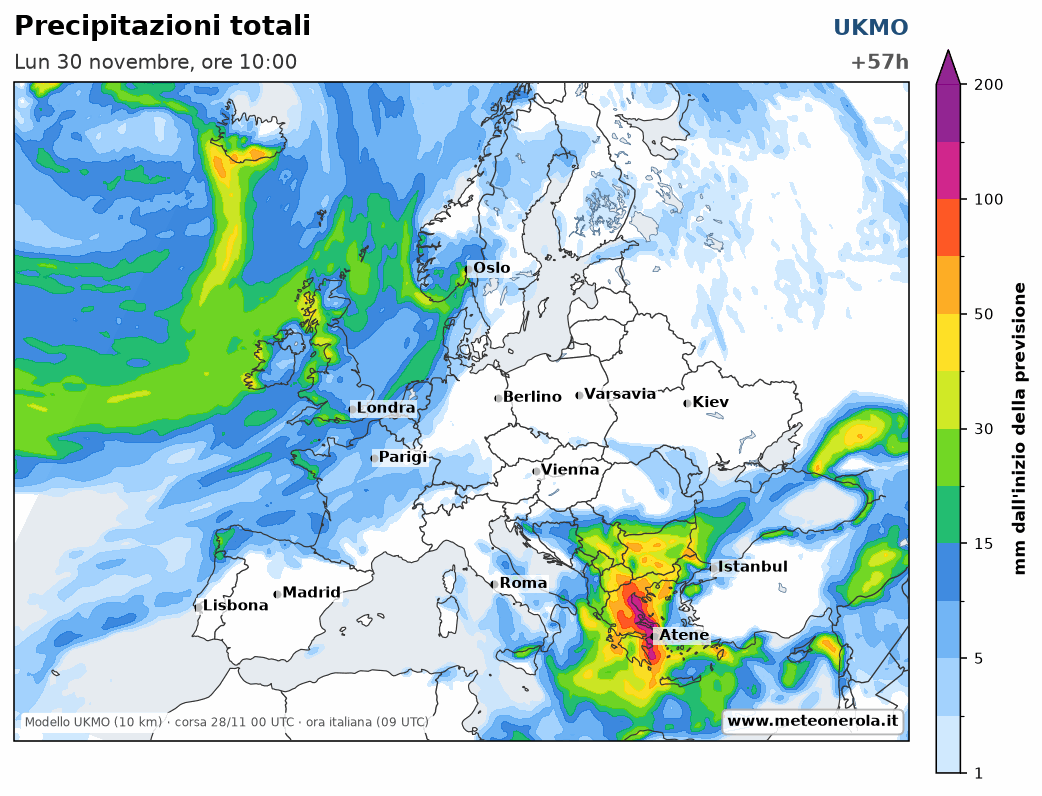 Precipitazioni totali
UKMO
Lun 30 novembre, ore 10:00
+57h
200
100
50
30
15
5
1
mm dall'inizio della previsione
Oslo
Berlino
Varsavia
Kiev
Londra
Parigi
Vienna
Istanbul
Roma
Madrid
Lisbona
Atene
Modello UKMO (10 km) · corsa 28/11 00 UTC · ora italiana (09 UTC)
www.meteonerola.it